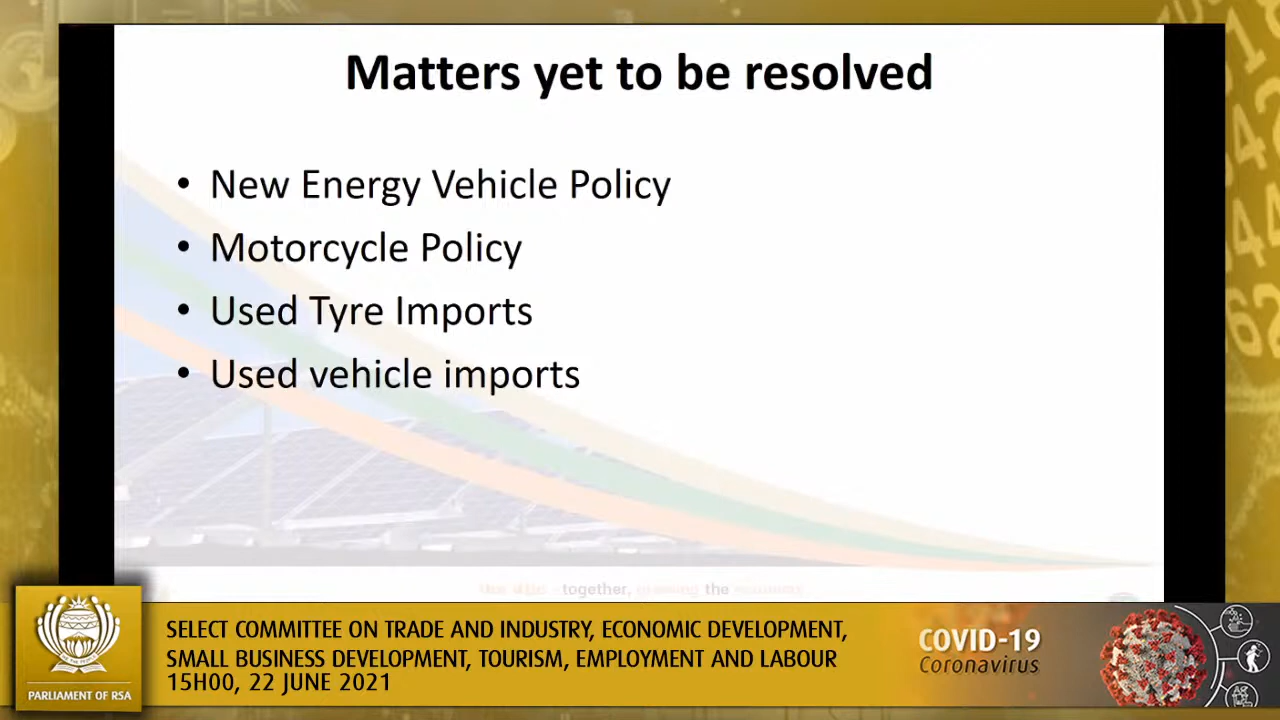 Matters yet to be resolved
• New Energy Vehicle Policy
• Motorcycle Policy
• Used Tyre Imports
• Used vehicle imports
together, growing the economy
PARLIAMENT OF RSA
SELECT COMMITTEE ON TRADE AND INDUSTRY, ECONOMIC DEVELOPMENT,
SMALL BUSINESS DEVELOPMENT, TOURISM, EMPLOYMENT AND LABOUR
15H00, 22 JUNE 2021
COVID-19
Coronavirus